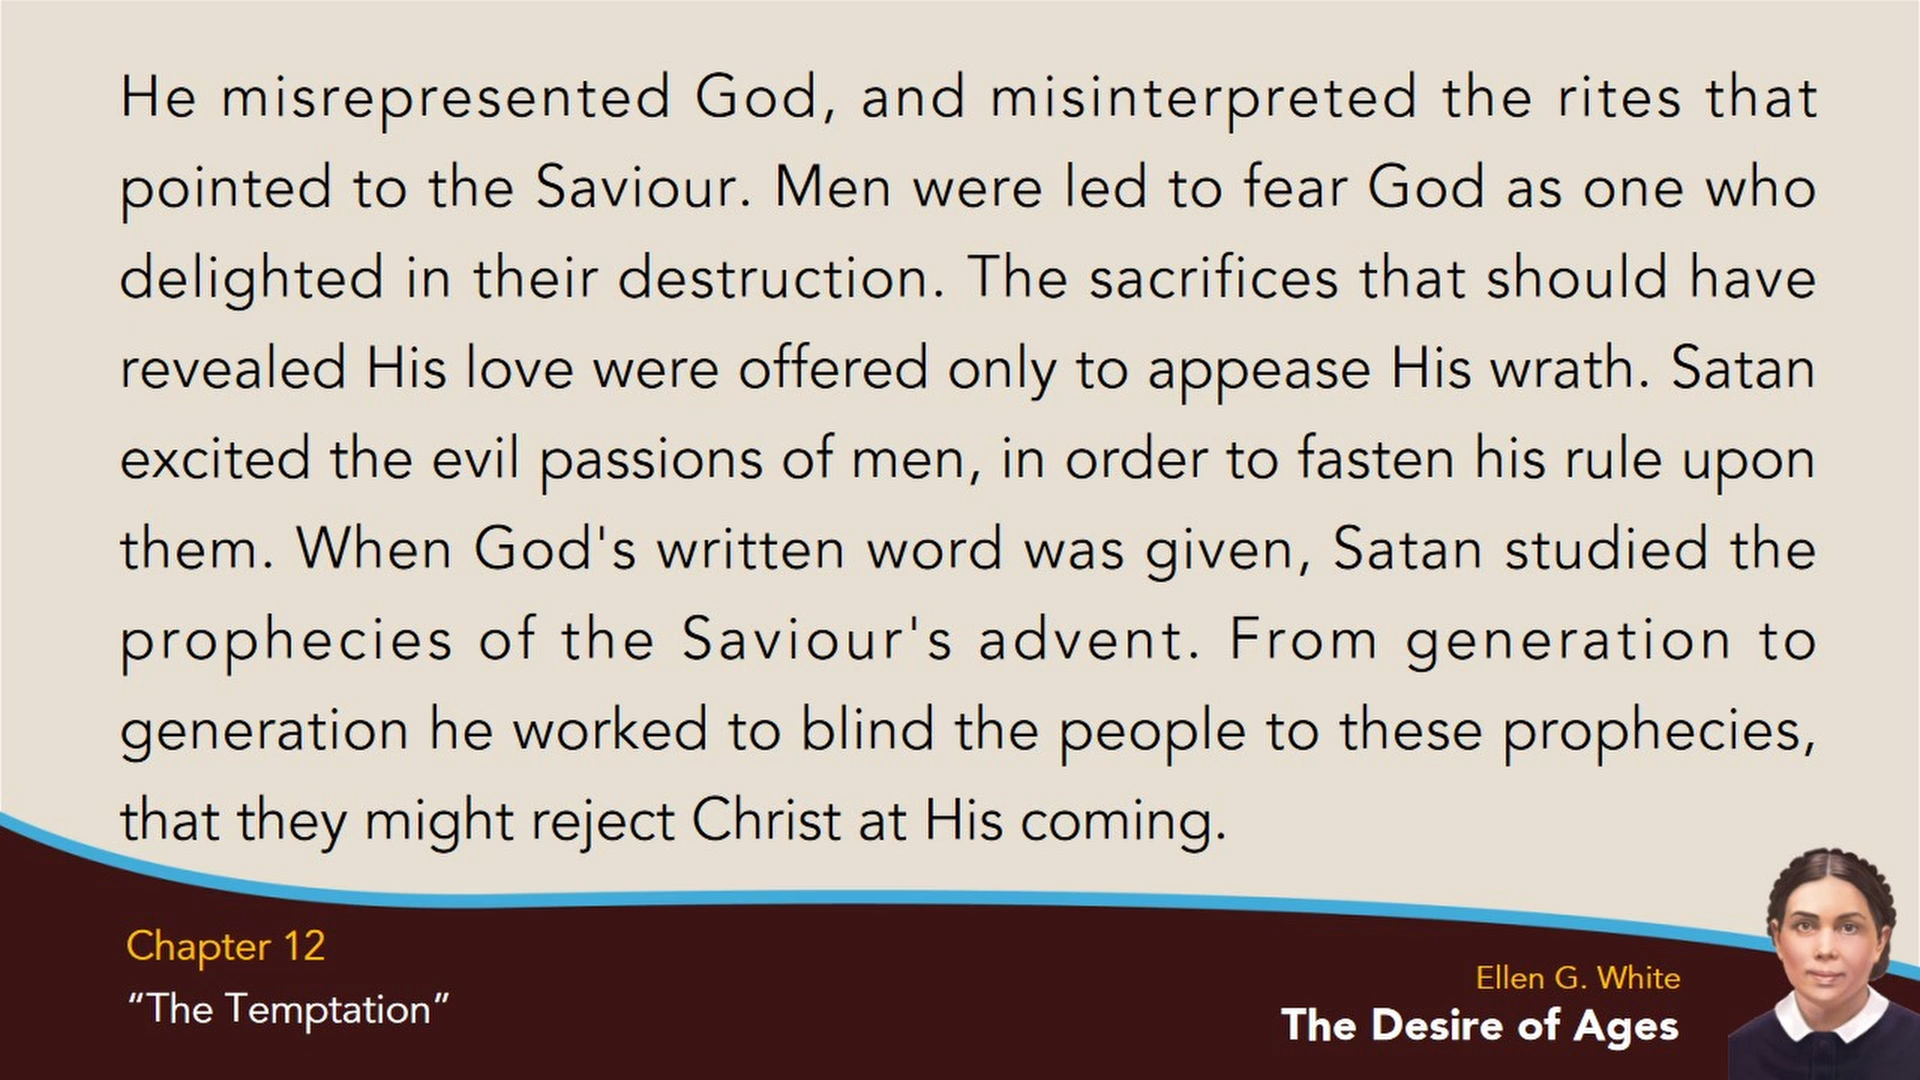 He misrepresented God, and misinterpreted the rites that
pointed to the Saviour. Men were led to fear God as one who
delighted in their destruction. The sacrifices that should have
revealed His love were offered only to appease His wrath. Satan
excited the evil passions of men, in order to fasten his rule upon
them. When God's written word was given, Satan studied the
prophecies of the Saviour's advent. From generation to
generation he worked to blind the people to these prophecies,
that they might reject Christ at His coming.
Chapter 12
“The Temptation”
Ellen G. White
The Desire of Ages